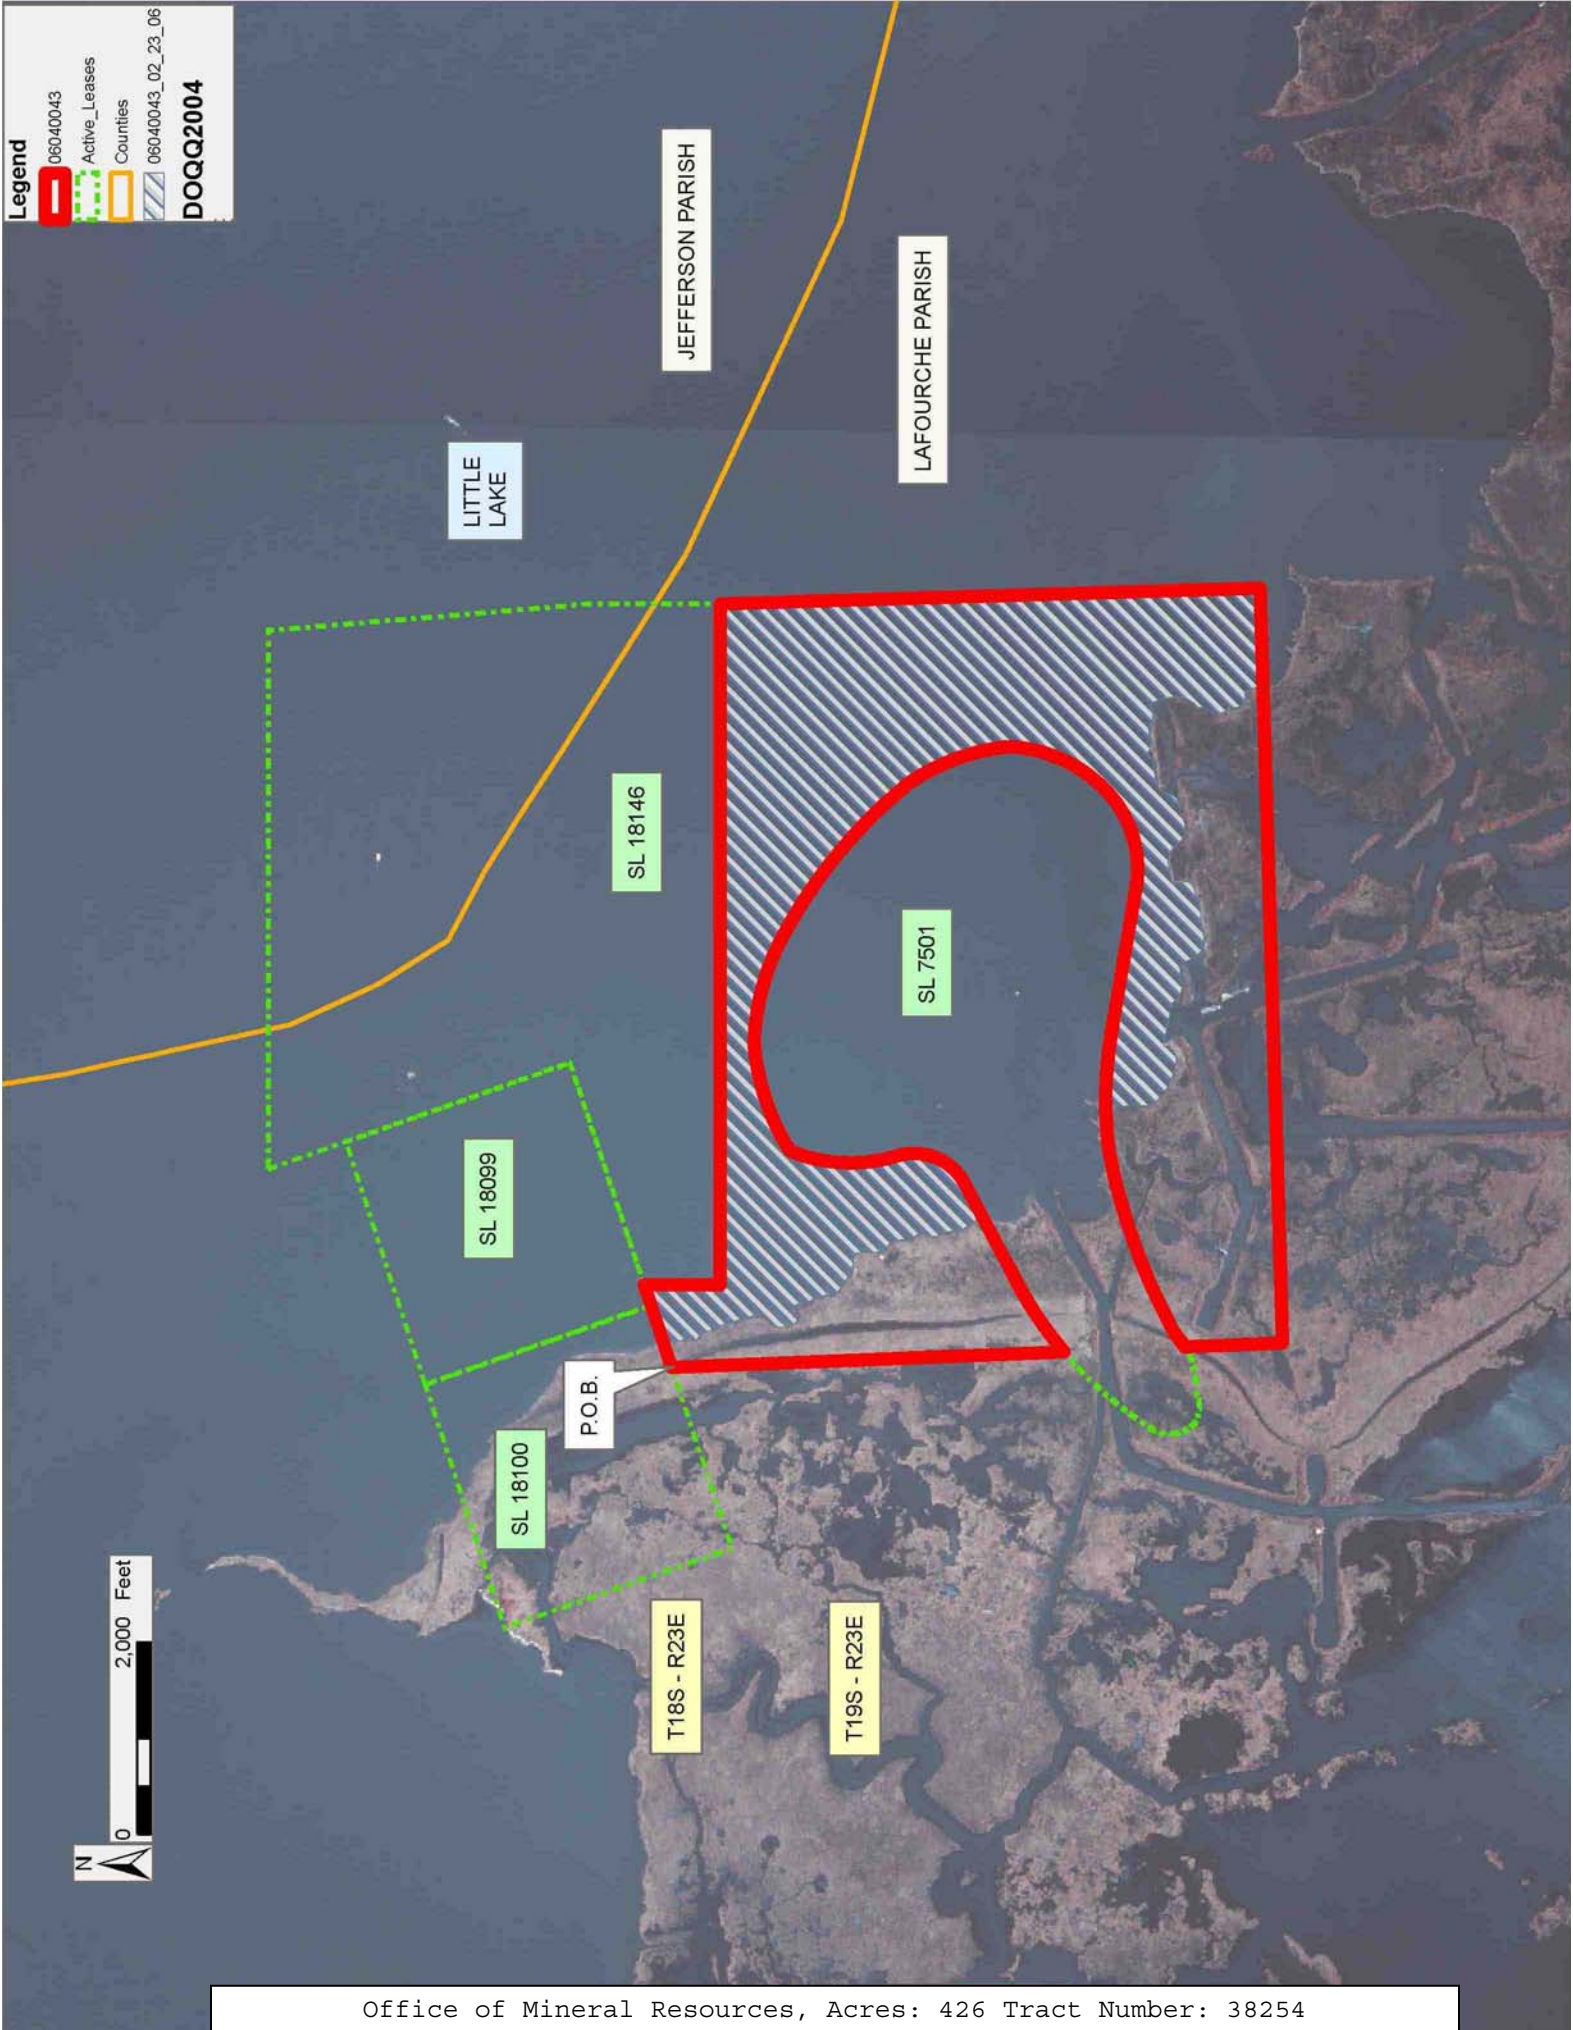 Legend
06040043
Active_Leases
Counties
06040043_02_23_06
DOQQ2004
N
0
2,000 Feet
LITTLE
LAKE
JEFFERSON PARISH
LAFOURCHE PARISH
SL 18146
SL 18099
SL 18100
P.O.B.
SL 7501
T18S - R23E
T19S - R23E
Office of Mineral Resources, Acres: 426 Tract Number: 38254